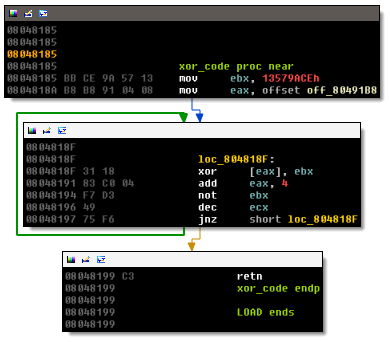 08048185
08048185
08048185
08048185 xor_code proc near
08048185 BB CE 9A 57 13 mov ebx, 13579ACEh
0804818A B8 B8 91 04 08 mov eax, offset off_80491B8
0804818F
0804818F loc_804818F:
0804818F 31 18 xor [eax], ebx
08048191 83 C0 04 add eax, 4
08048194 F7 D3 not ebx
08048196 49 dec ecx
08048197 75 F6 jnz short loc_804818F
08048199 C3 retn
08048199 xor_code endp
08048199
08048199 LOAD ends
08048199